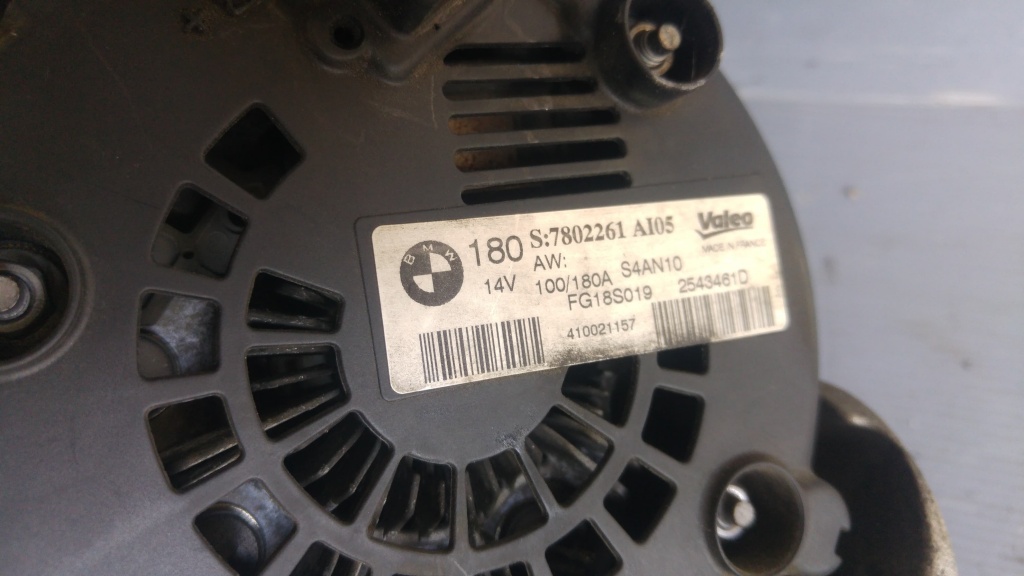 BMW 180 S:7802261 AI05 Valeo
AW: MADE IN FRANCE
14V 100/180A S4AN10
FG18S019 2543461D
410021157